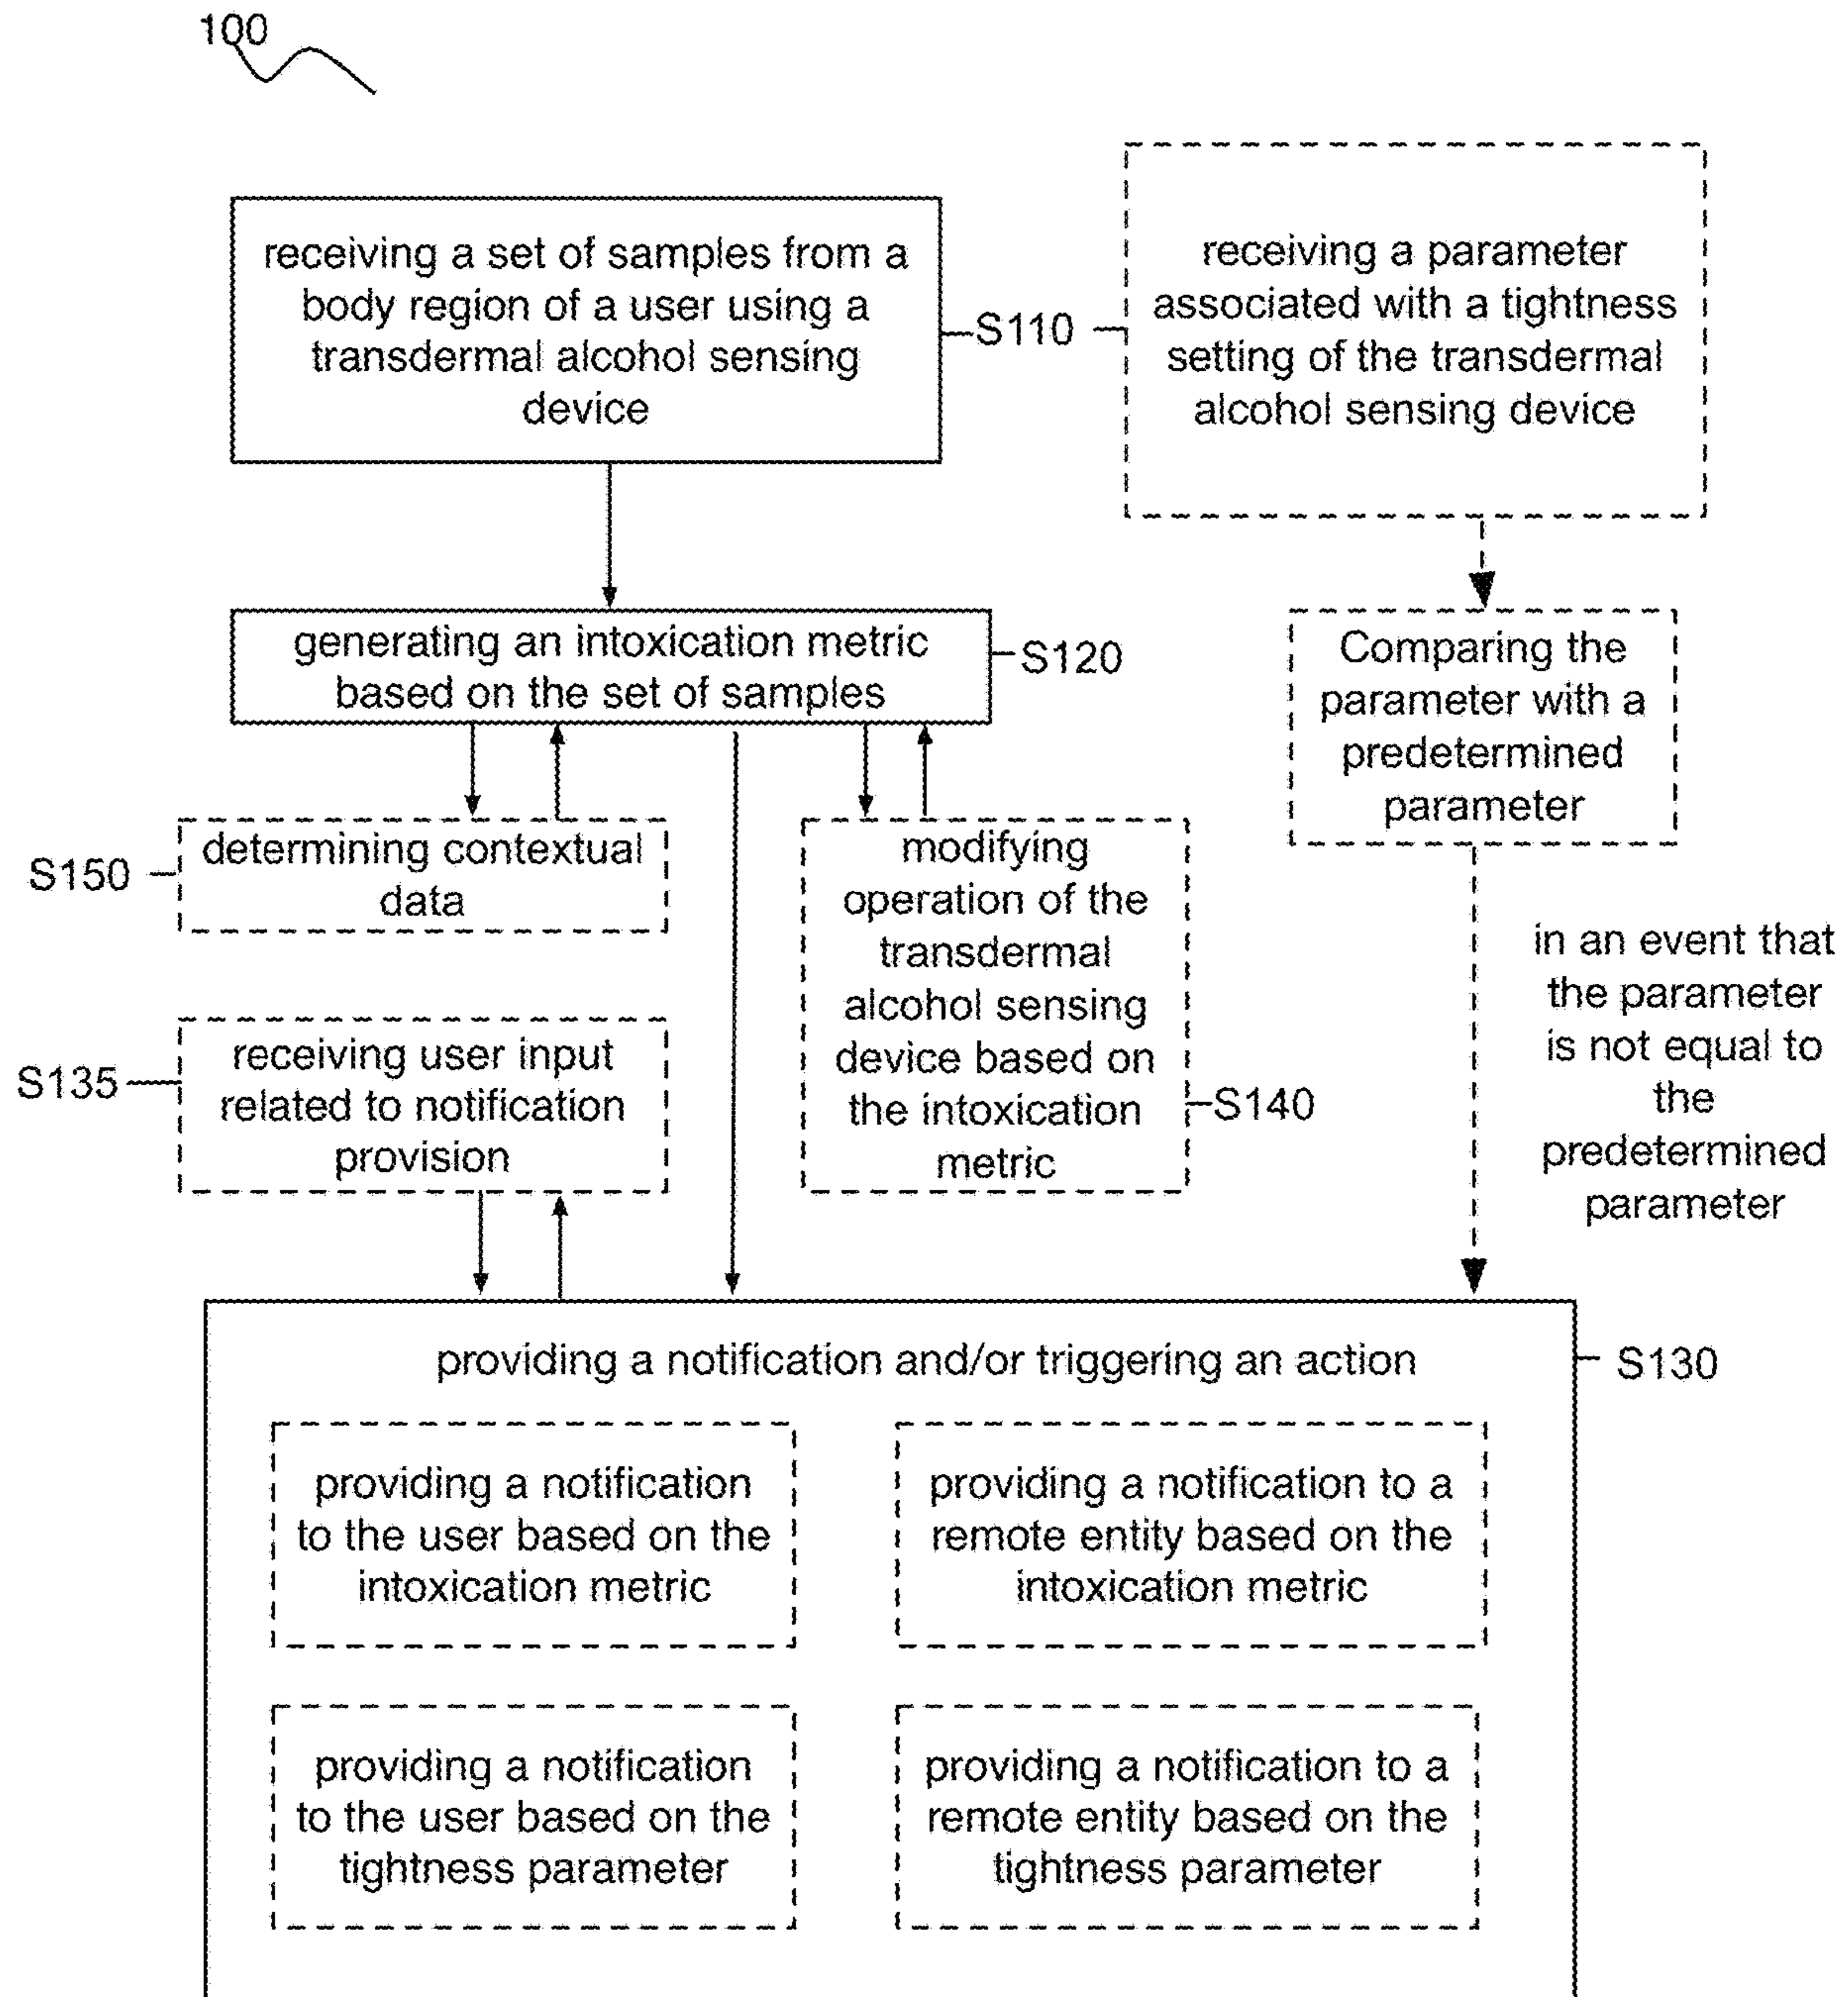 100
receiving a set of samples from a
body region of a user using a
transdermal alcohol sensing
device
S110
receiving a parameter
associated with a tightness
setting of the transdermal
alcohol sensing device
generating an intoxication metric
based on the set of samples
S120
Comparing the
parameter with a
predetermined
parameter
S150
determining contextual
data
modifying
operation of the
transdermal
alcohol sensing
device based on
the intoxication
metric
S140
in an event that
the parameter
is not equal to
the
predetermined
parameter
S135
receiving user input
related to notification
provision
providing a notification and/or triggering an action
S130
providing a notification
to the user based on the
intoxication metric
providing a notification to a
remote entity based on the
intoxication metric
providing a notification
to the user based on the
tightness parameter
providing a notification to a
remote entity based on the
tightness parameter